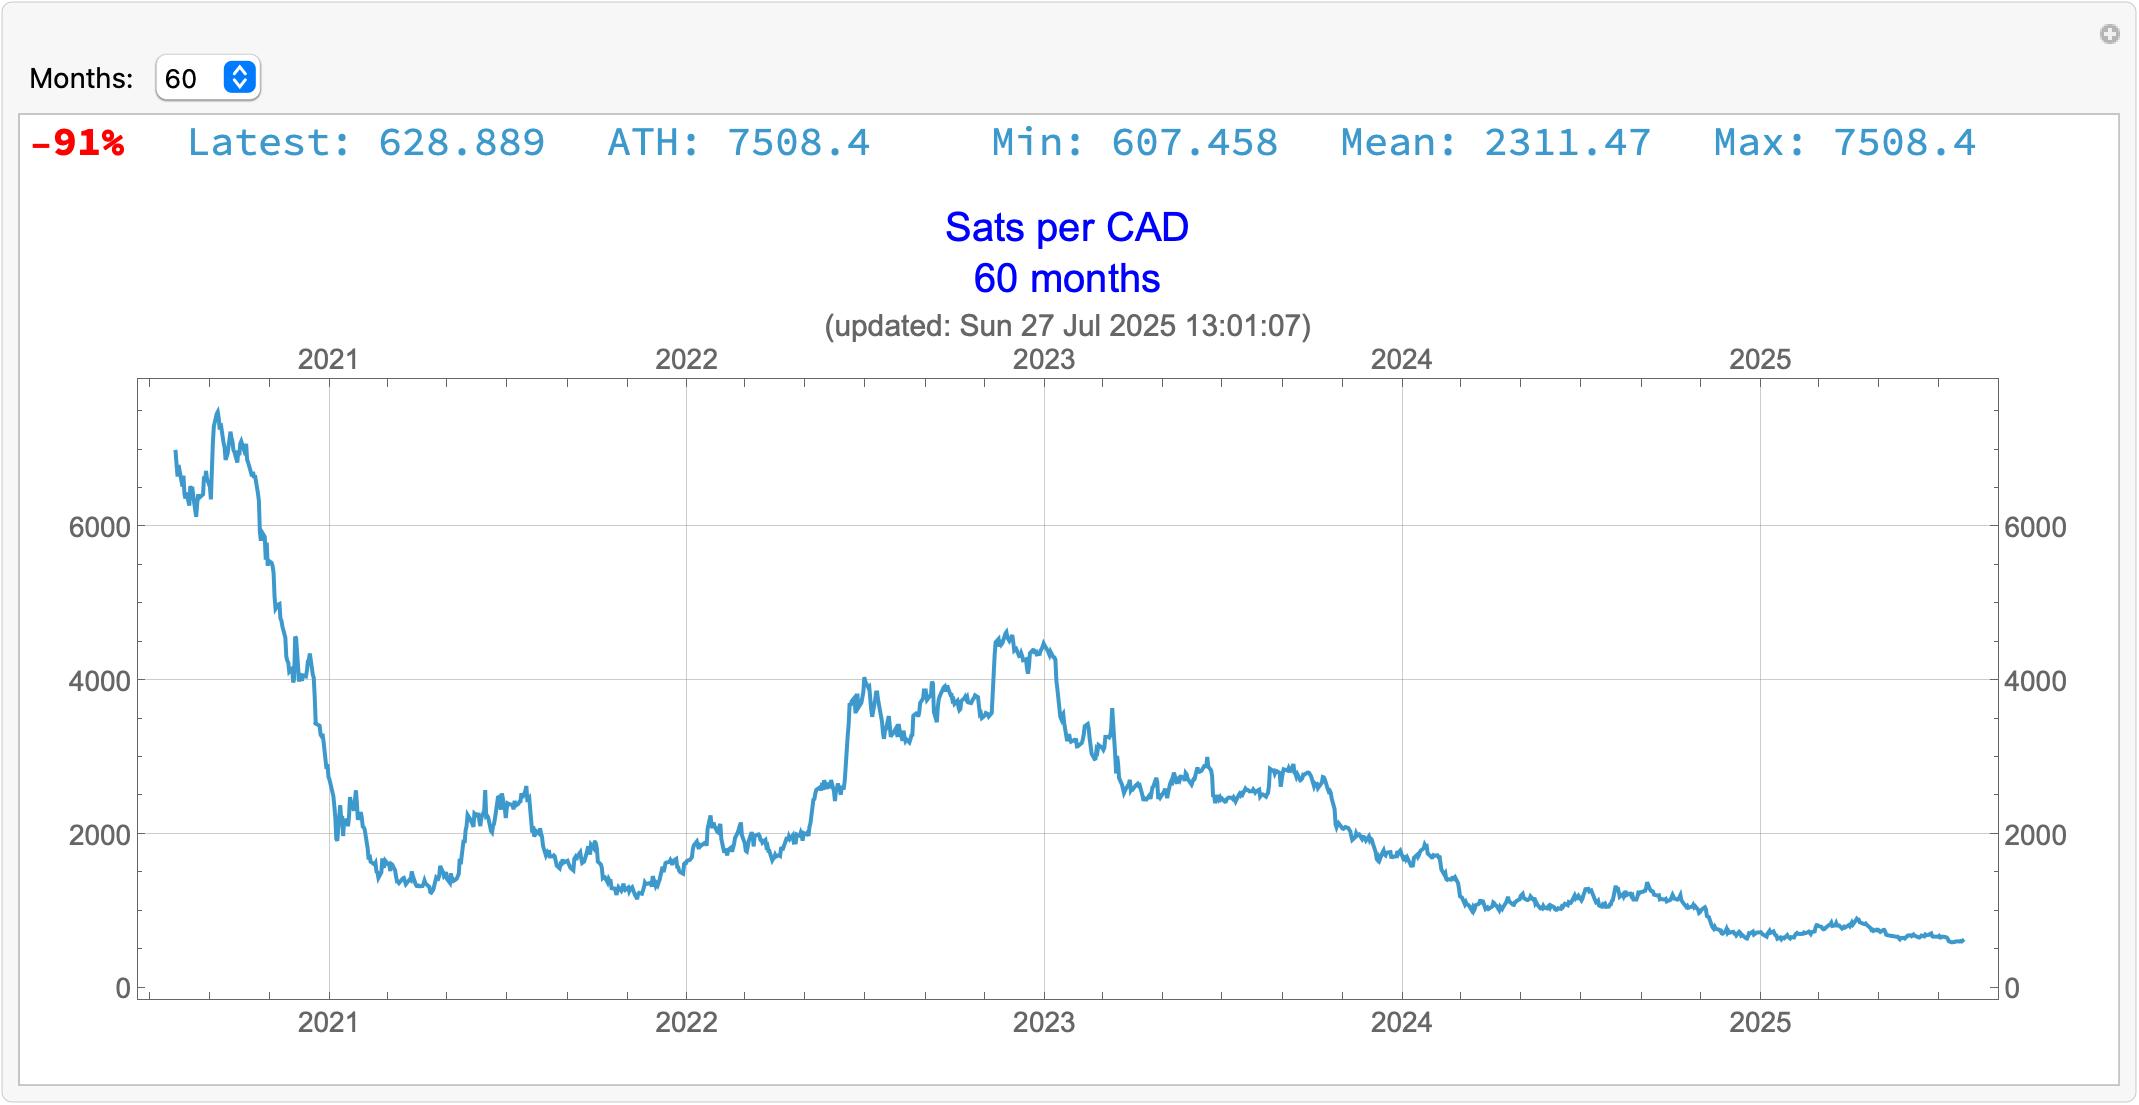 Months: 60
-91% Latest: 628.889 ATH: 7508.4 Min: 607.458 Mean: 2311.47 Max: 7508.4
Sats per CAD
60 months
(updated: Sun 27 Jul 2025 13:01:07)
2021 2022 2023 2024 2025
6000 6000
4000 4000
2000 2000
0 0
2021 2022 2023 2024 2025